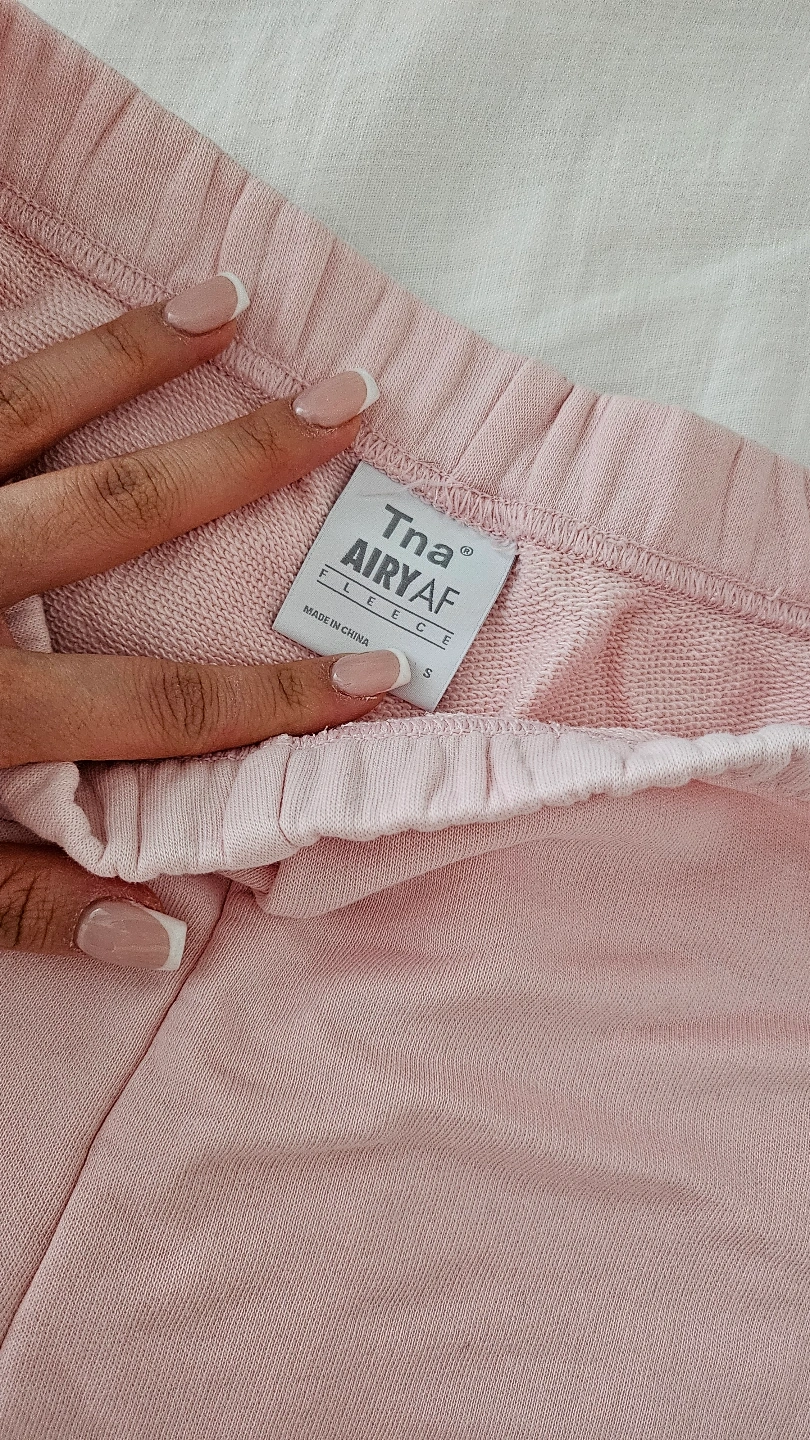 Tna®
AIRYAF
FLEECE
MADE IN CHINA
S